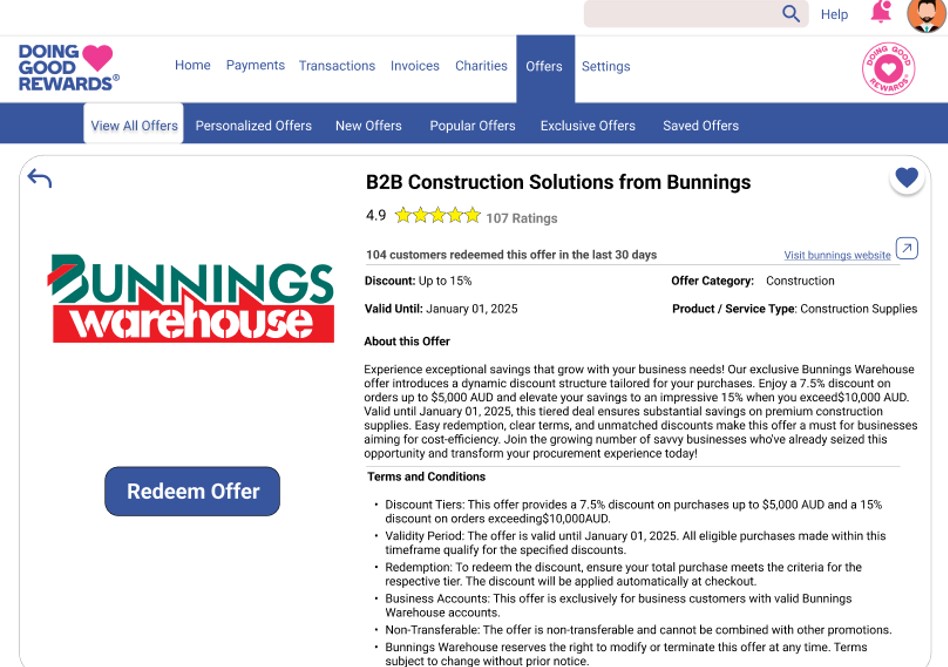 Help
DOING
GOOD
REWARDS®
Home Payments Transactions Invoices Charities Offers Settings
DOING GOOD
REWARDS®
View All Offers Personalized Offers New Offers Popular Offers Exclusive Offers Saved Offers
B2B Construction Solutions from Bunnings
4.9 107 Ratings
104 customers redeemed this offer in the last 30 days Visit bunnings website
Discount: Up to 15% Offer Category: Construction
Valid Until: January 01, 2025 Product / Service Type: Construction Supplies
BUNNINGS
warehouse
About this Offer
Experience exceptional savings that grow with your business needs! Our exclusive Bunnings Warehouse
offer introduces a dynamic discount structure tailored for your purchases. Enjoy a 7.5% discount on
orders up to $5,000 AUD and elevate your savings to an impressive 15% when you exceed$10,000 AUD.
Valid until January 01, 2025, this tiered deal ensures substantial savings on premium construction
supplies. Easy redemption, clear terms, and unmatched discounts make this offer a must for businesses
aiming for cost-efficiency. Join the growing number of savvy businesses who've already seized this
opportunity and transform your procurement experience today!
Redeem Offer
Terms and Conditions
• Discount Tiers: This offer provides a 7.5% discount on purchases up to $5,000 AUD and a 15%
discount on orders exceeding$10,000AUD.
• Validity Period: The offer is valid until January 01, 2025. All eligible purchases made within this
timeframe qualify for the specified discounts.
• Redemption: To redeem the discount, ensure your total purchase meets the criteria for the
respective tier. The discount will be applied automatically at checkout.
• Business Accounts: This offer is exclusively for business customers with valid Bunnings
Warehouse accounts.
• Non-Transferable: The offer is non-transferable and cannot be combined with other promotions.
• Bunnings Warehouse reserves the right to modify or terminate this offer at any time. Terms
subject to change without prior notice.